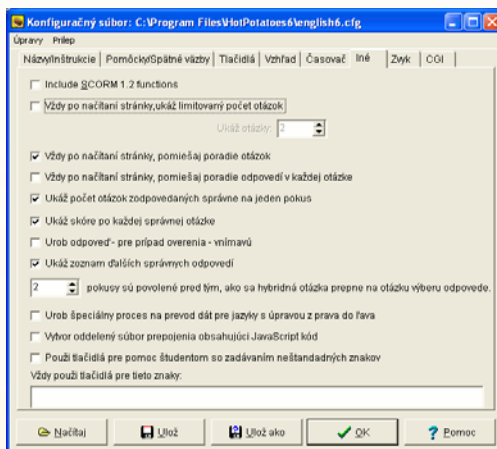 Konfiguračný súbor: C:\Program Files\HotPotatoes6\english6.cfg
Úpravy Prilep
Názvy/Inštrukcie Pomôcky/Spätné väzby Tlačidlá Vzhľad Časovač Iné Zvyk CGI
Include SCORM 1.2 functions
Vždy po načítaní stránky,ukáž limitovaný počet otázok
Ukáž otázky: 2
Vždy po načítaní stránky, pomiešaj poradie otázok
Vždy po načítaní stránky, pomiešaj poradie odpovedí v každej otázke
Ukáž počet otázok zodpovedaných správne na jeden pokus
Ukáž skóre po každej správnej otázke
Urob odpoveď - pre prípad overenia - vnímavú
Ukáž zoznam ďalších správnych odpovedí
2 pokusy sú povolené pred tým, ako sa hybridná otázka prepne na otázku výberu odpovede.
Urob špeciálny proces na prevod dát pre jazyky s úpravou z prava do ľava
Vytvor oddelený súbor prepojenia obsahujúci JavaScript kód
Použi tlačidlá pre pomoc študentom so zadávaním neštandadných znakov
Vždy použi tlačidlá pre tieto znaky:
Načítaj Ulož Ulož ako OK Pomoc